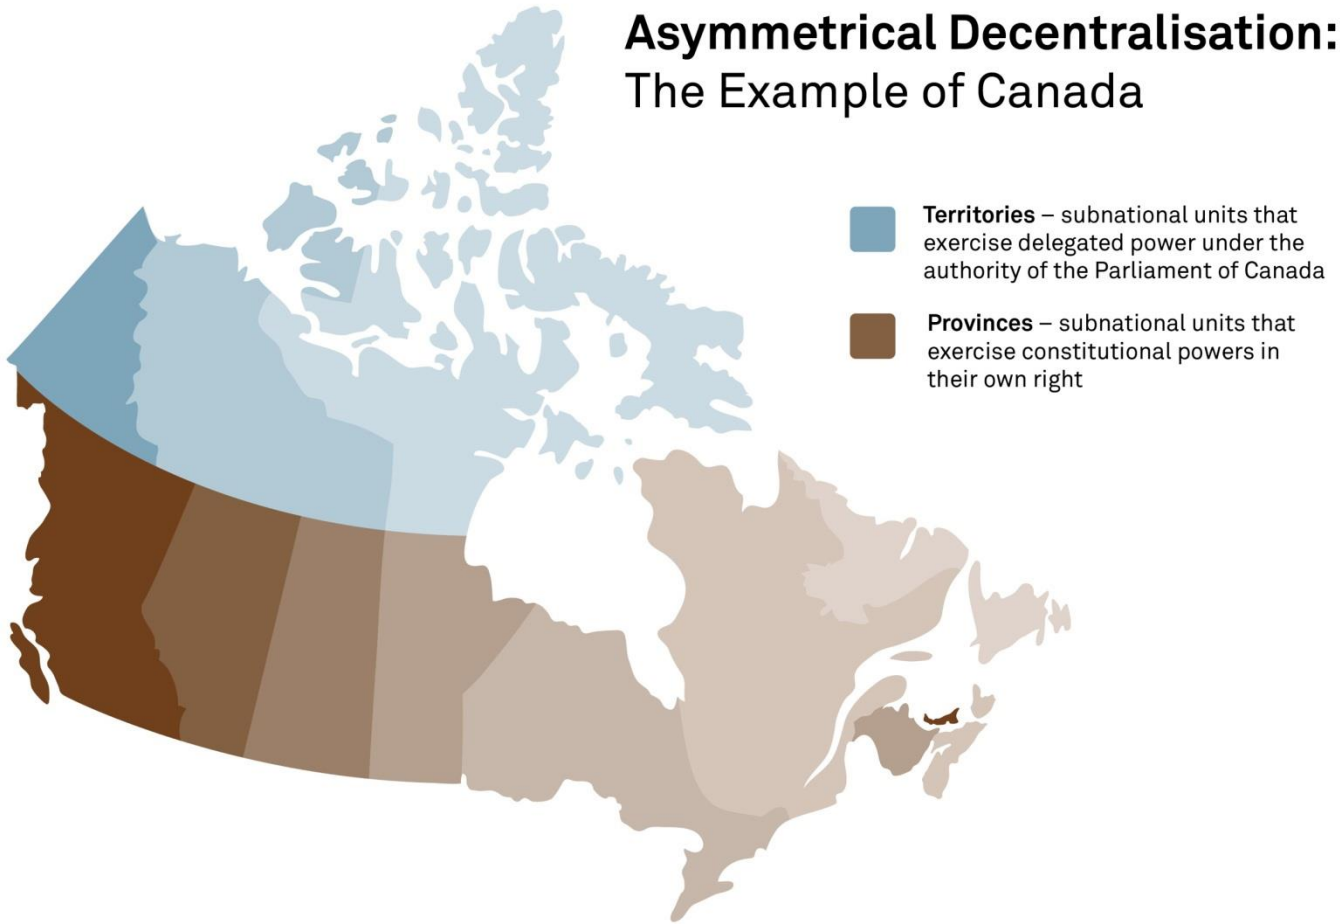 Asymmetrical Decentralisation:
The Example of Canada
Territories – subnational units that
exercise delegated power under the
authority of the Parliament of Canada
Provinces – subnational units that
exercise constitutional powers in
their own right